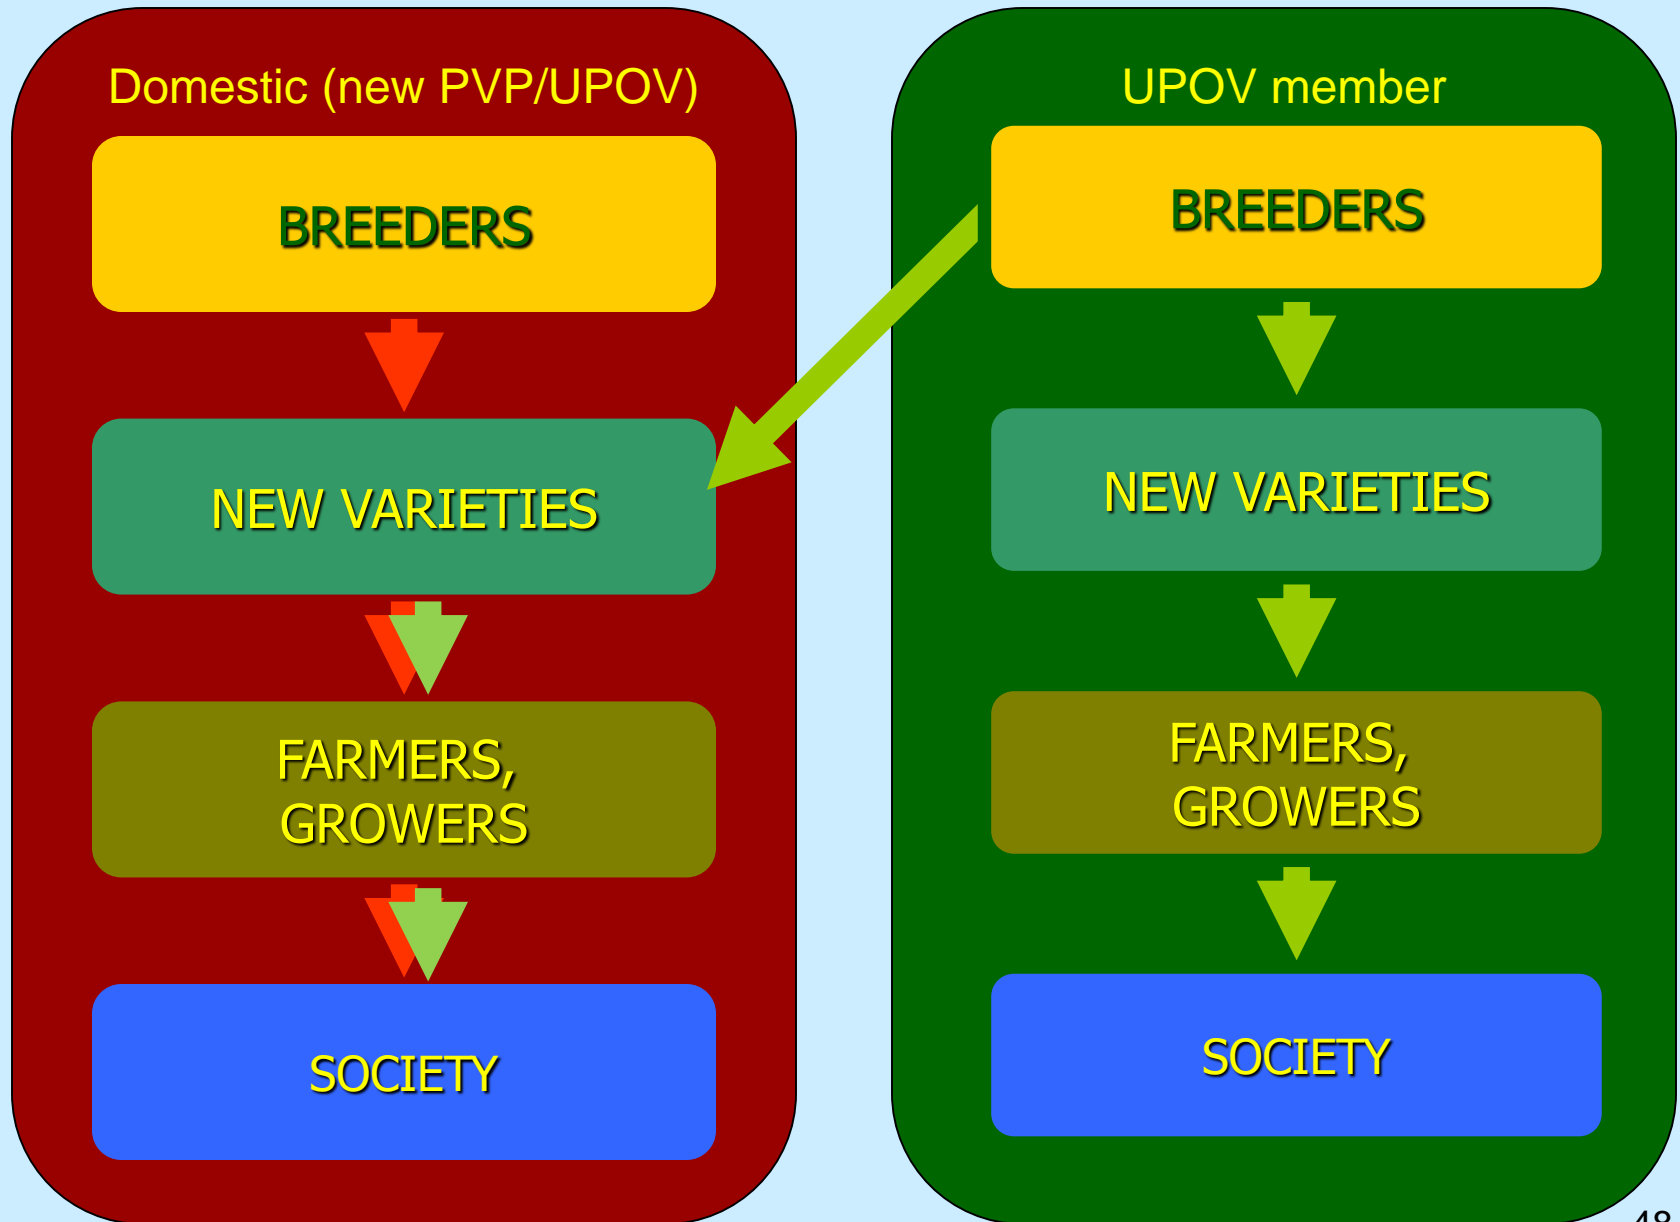 Domestic (new PVP/UPOV)
BREEDERS
NEW VARIETIES
FARMERS,
GROWERS
SOCIETY
UPOV member
BREEDERS
NEW VARIETIES
FARMERS,
GROWERS
SOCIETY